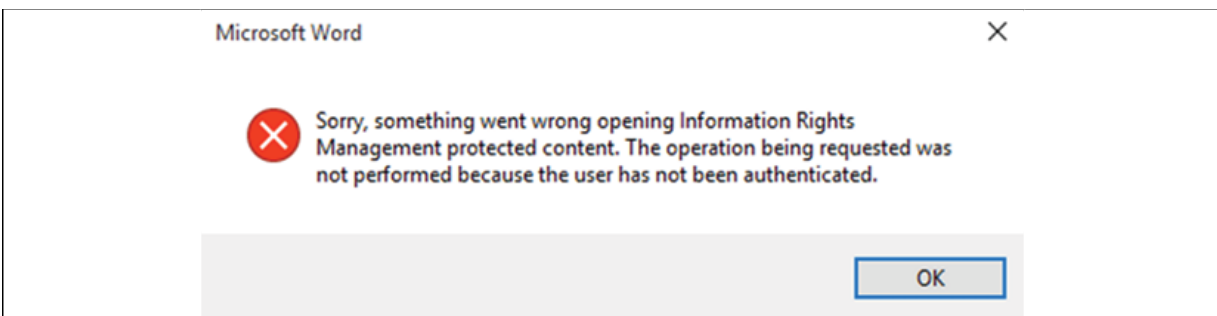 Microsoft Word
Sorry, something went wrong opening Information Rights
Management protected content. The operation being requested was
not performed because the user has not been authenticated.
OK